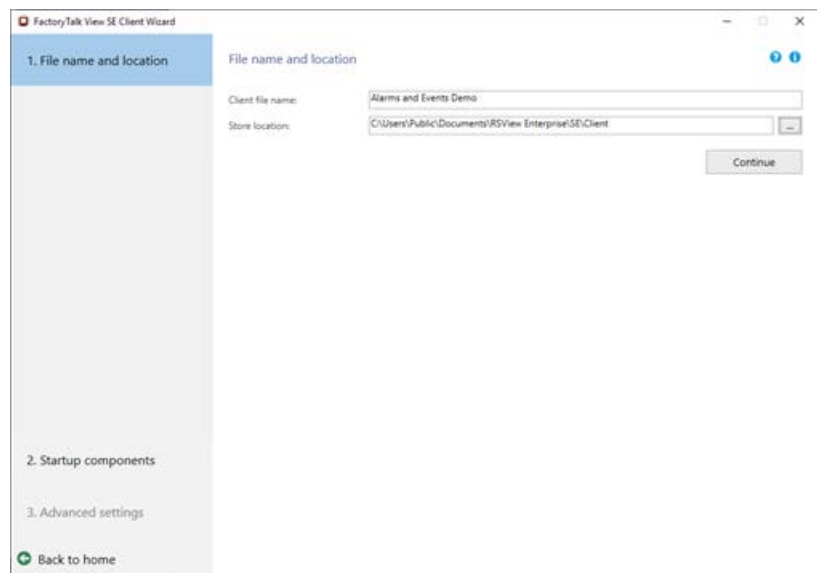 FactoryTalk View SE Client Wizard
1. File name and location
File name and location
Client file name:
Alarms and Events Demo
Store location:
C:\Users\Public\Documents\RSView Enterprise\SE\Client
...
Continue
2. Startup components
3. Advanced settings
Back to home